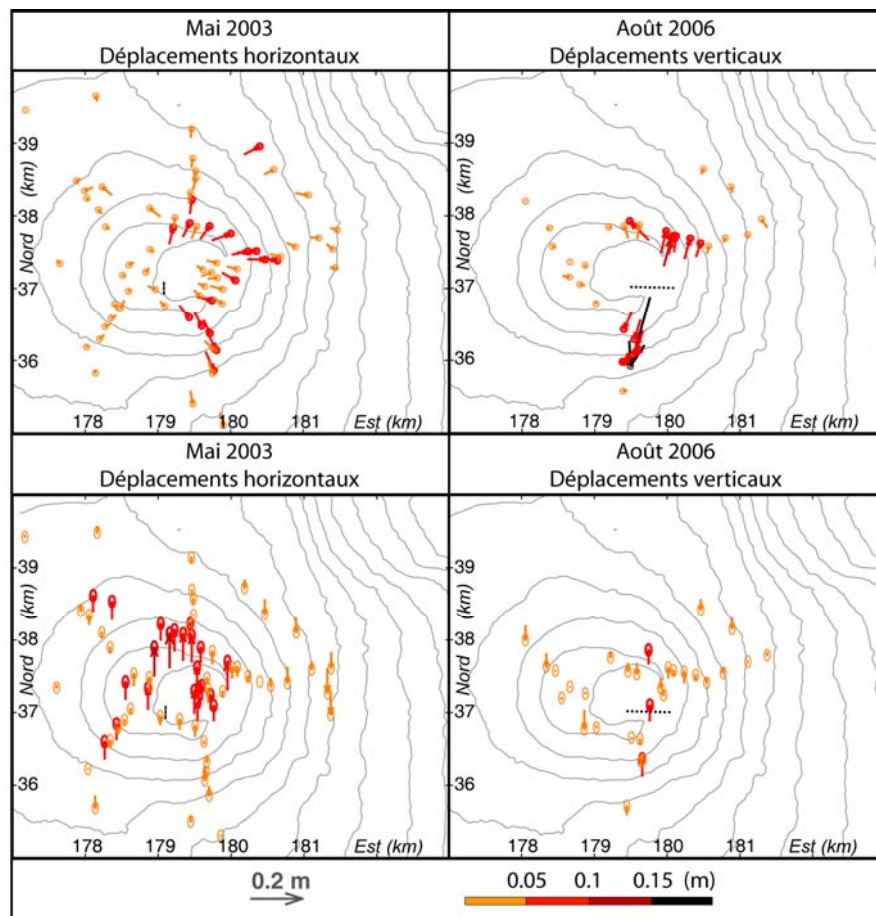 Mai 2003
Déplacements horizontaux
Août 2006
Déplacements verticaux
39
38
37
36
Nord (km)
178 179 180 181 Est (km)
39
38
37
36
Nord (km)
178 179 180 181 Est (km)
Mai 2003
Déplacements horizontaux
Août 2006
Déplacements verticaux
39
38
37
36
Nord (km)
178 179 180 181 Est (km)
39
38
37
36
Nord (km)
178 179 180 181 Est (km)
0.2 m
0.05 0.1 0.15 (m)